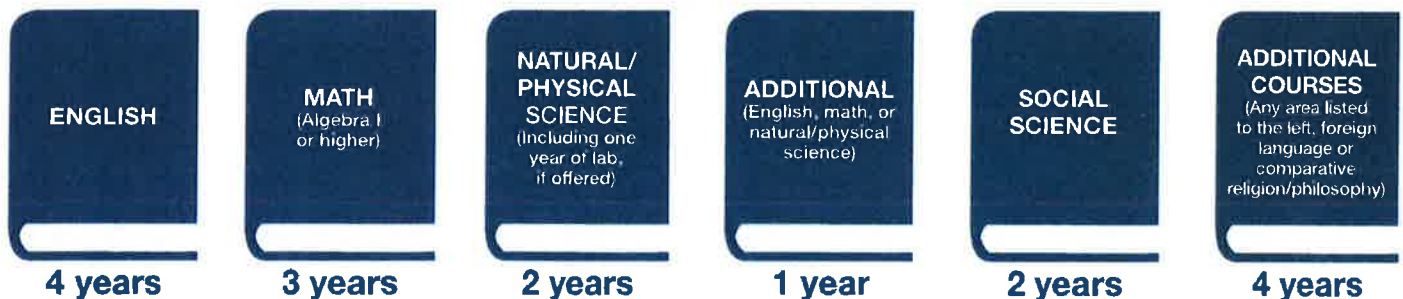 ENGLISH
4 years
MATH
(Algebra I
or higher)
3 years
NATURAL/
PHYSICAL
SCIENCE
(Including one
year of lab,
if offered)
2 years
ADDITIONAL
(English, math, or
natural/physical
science)
1 year
SOCIAL
SCIENCE
2 years
ADDITIONAL
COURSES
(Any area listed
to the left, foreign
language or
comparative
religion/philosophy)
4 years